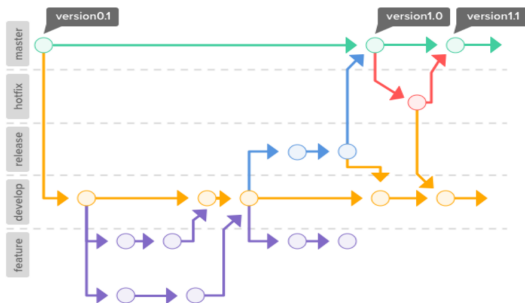 version0.1
version1.0
version1.1
master
hotfix
release
develop
feature